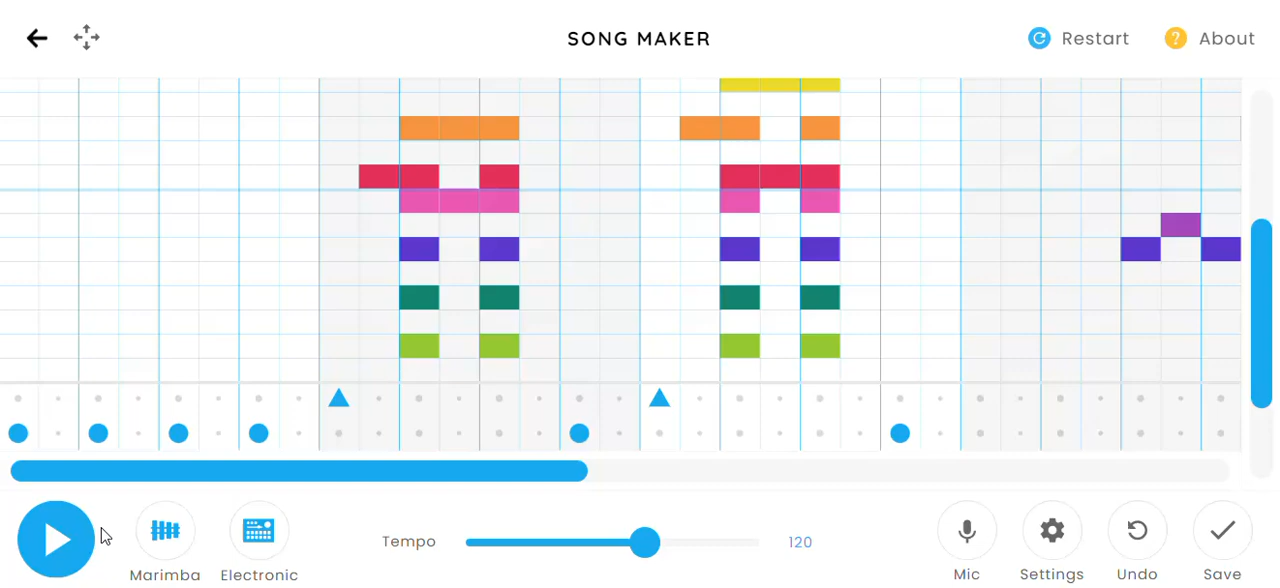 SONG MAKER
Restart
? About
Tempo
120
Marimba
Electronic
Mic
Settings
Undo
Save